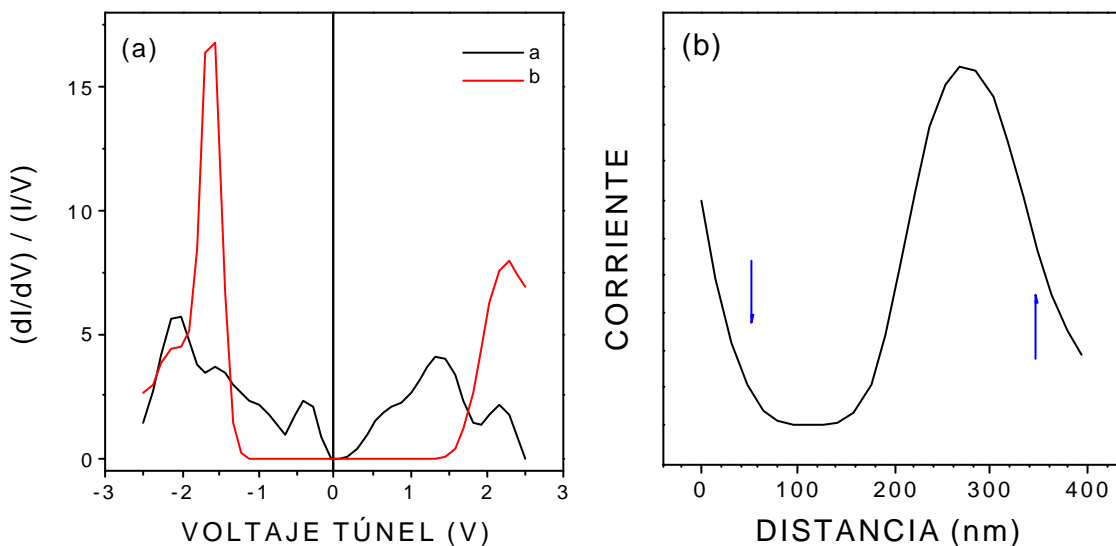 (a)
a
b
15
10
5
0
(dI/dV) / (I/V)
-3 -2 -1 0 1 2 3
VOLTAJE TÚNEL (V)
(b)
CORRIENTE
0 100 200 300 400
DISTANCIA (nm)